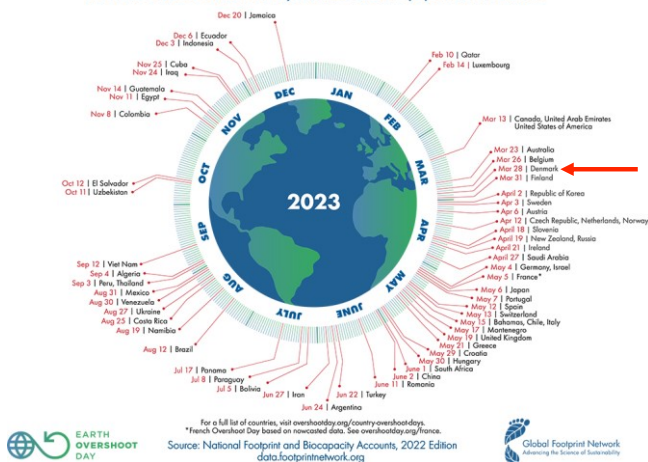 Dec 20 | Jamaica
Dec 6 | Ecuador
Dec 3 | Indonesia
Nov 25 | Cuba
Nov 24 | Iraq
Nov 14 | Guatemala
Nov 11 | Egypt
Nov 8 | Colombia
Oct 12 | El Salvador
Oct 11 | Uzbekistan
Sep 12 | Viet Nam
Sep 4 | Algeria
Sep 3 | Peru, Thailand
Aug 31 | Mexico
Aug 30 | Venezuela
Aug 27 | Ukraine
Aug 25 | Costa Rica
Aug 19 | Namibia
Aug 12 | Brazil
Jul 17 | Panama
Jul 8 | Paraguay
Jul 5 | Bolivia
Jun 27 | Iran
Jun 24 | Argentina
Jun 22 | Turkey
JAN
FEB
MAR
APR
MAY
JUNE
JULY
AUG
SEP
OCT
NOV
DEC
2023
Feb 10 | Qatar
Feb 14 | Luxembourg
Mar 13 | Canada, United Arab Emirates
United States of America
Mar 23 | Australia
Mar 26 | Belgium
Mar 28 | Denmark
Mar 31 | Finland
April 2 | Republic of Korea
Apr 3 | Sweden
Apr 6 | Austria
Apr 12 | Czech Republic, Netherlands, Norway
April 18 | Slovenia
April 19 | New Zealand, Russia
April 21 | Ireland
April 27 | Saudi Arabia
May 4 | Germany, Israel
May 5 | France*
May 6 | Japan
May 7 | Portugal
May 12 | Spain
May 13 | Switzerland
May 15 | Bahamas, Chile, Italy
May 17 | Montenegro
May 19 | United Kingdom
May 21 | Greece
May 29 | Croatia
May 30 | Hungary
June 1 | South Africa
June 2 | China
June 11 | Romania
For a full list of countries, visit overshootday.org/country-overshoot-days.
*French Overshoot Day based on nowcasted data. See overshootday.org/france.
Source: National Footprint and Biocapacity Accounts, 2022 Edition
data.footprintnetwork.org
EARTH
OVERSHOOT
DAY
Global Footprint Network
Advancing the Science of Sustainability